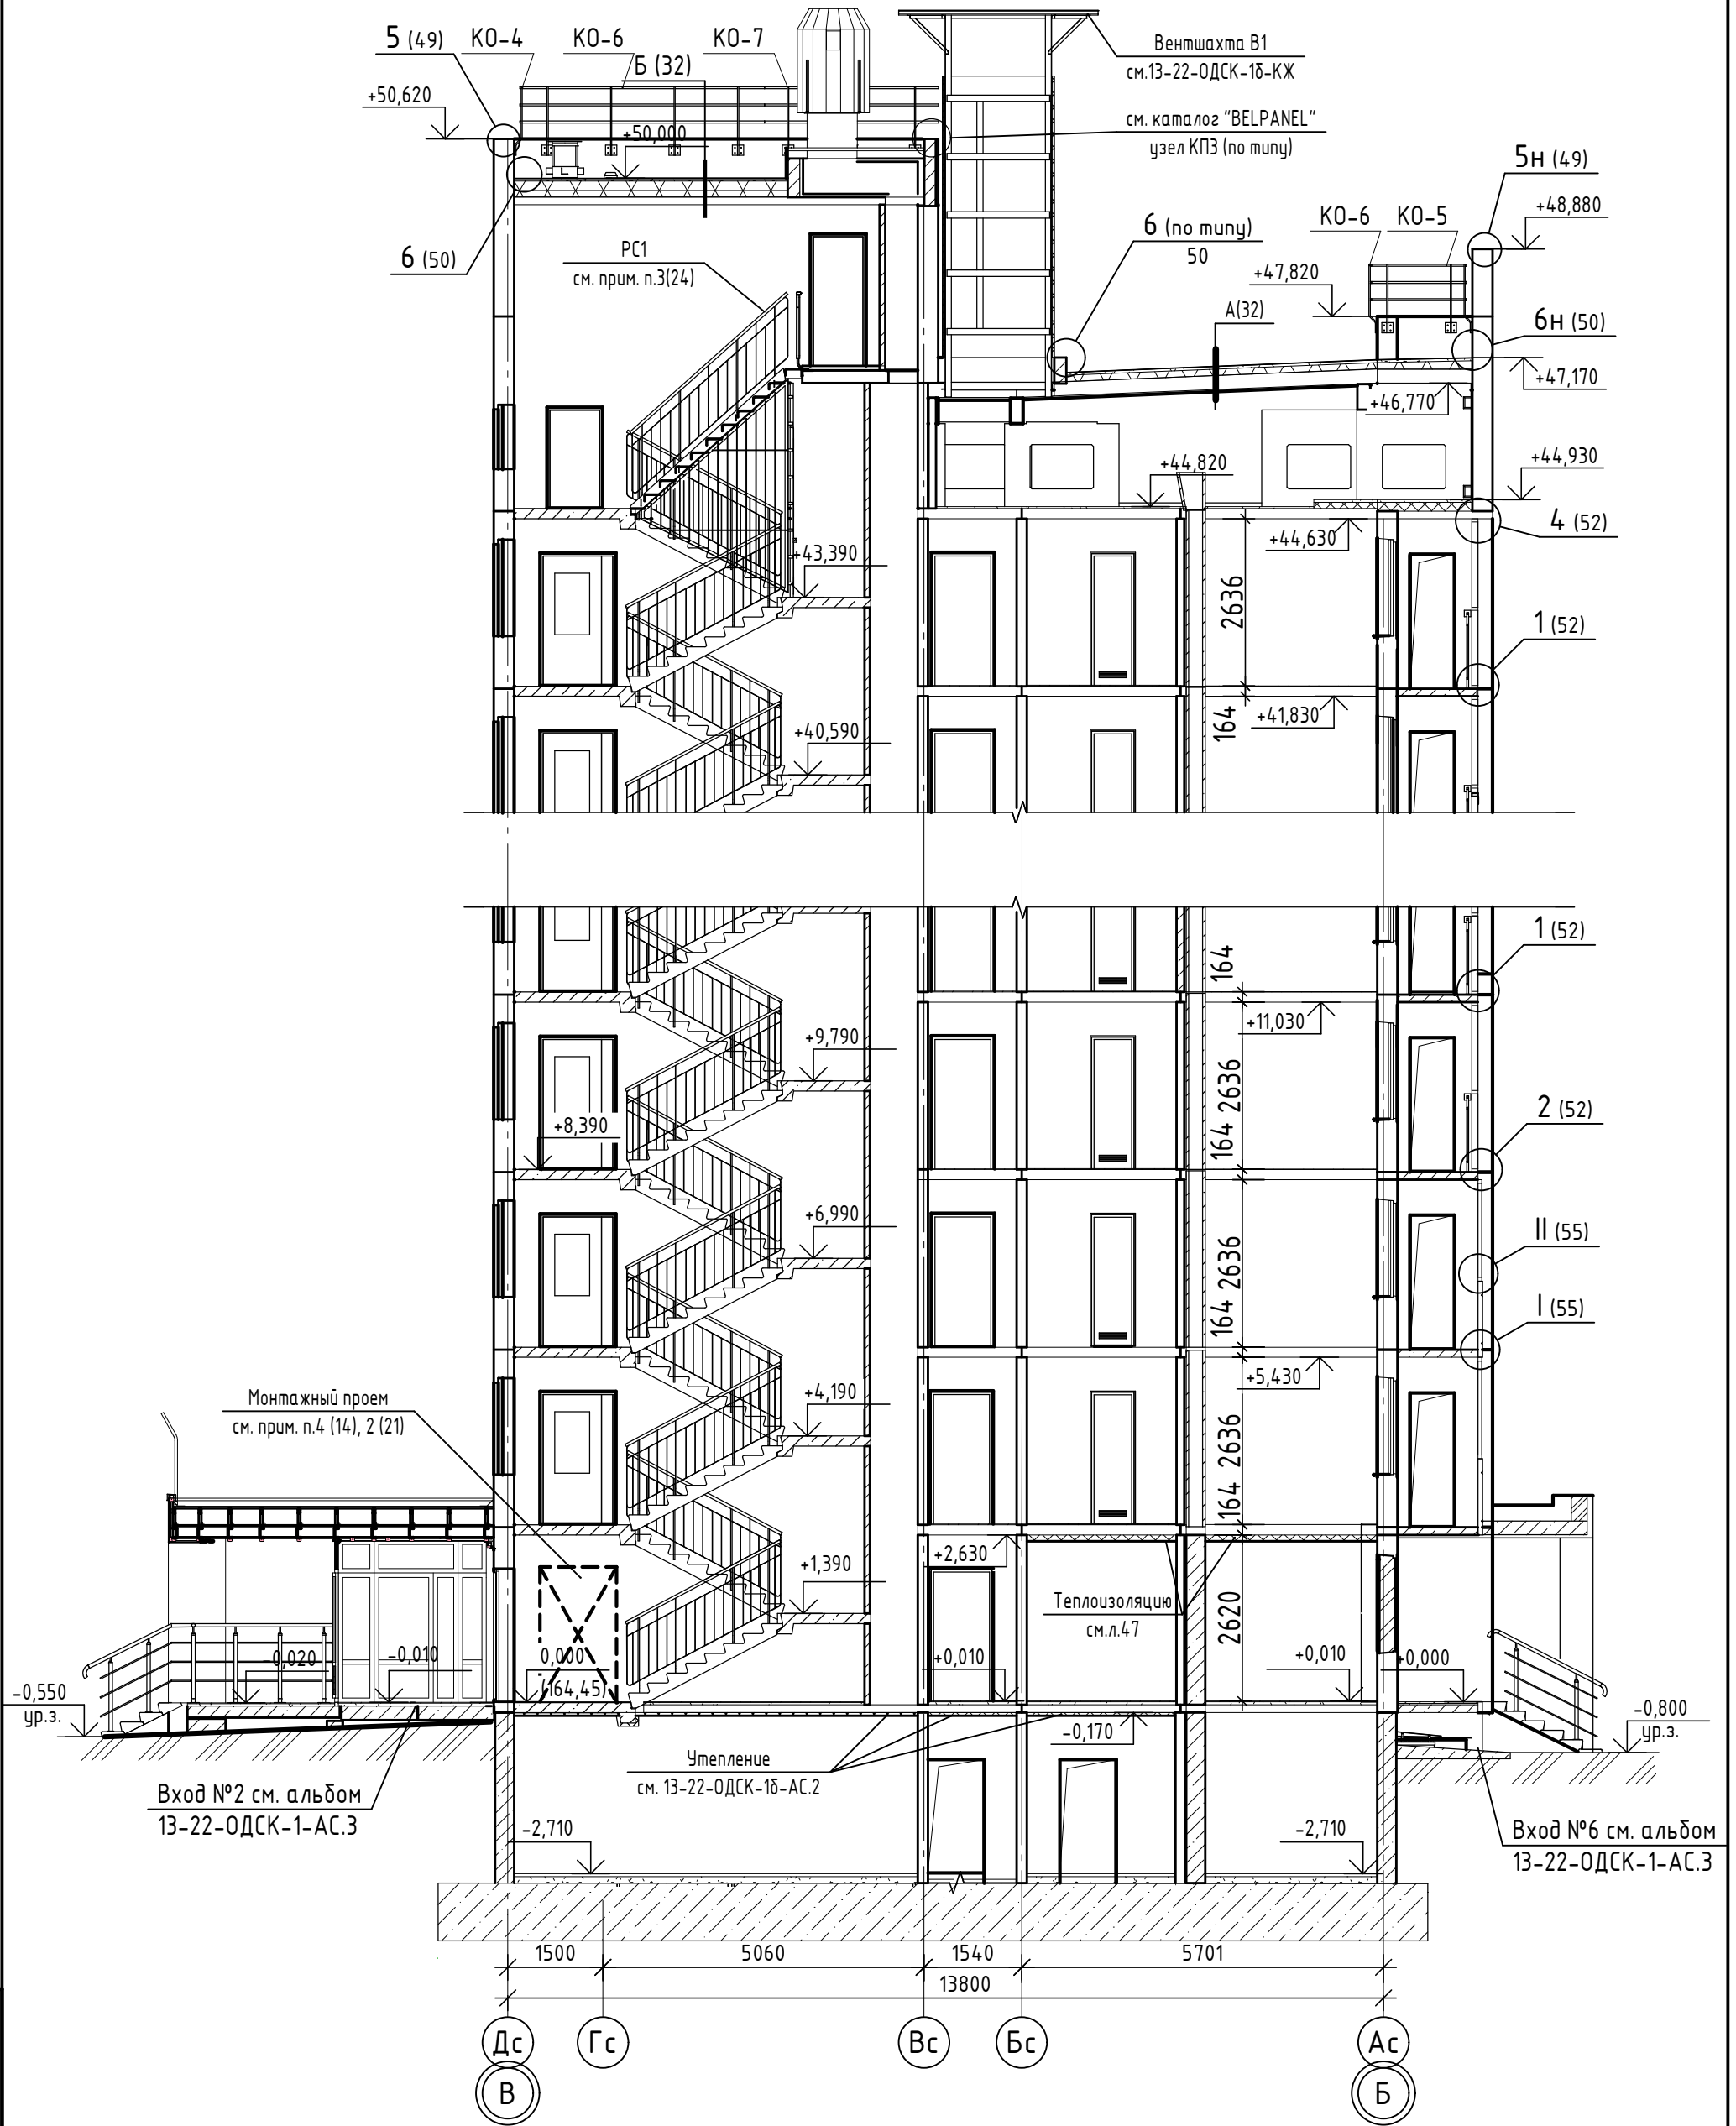 5 (49)
КО-4
КО-6
КО-7
Б (32)
Вентшахта В1
см.13-22-ОДСК-1б-КЖ
+50,620
+50,000
см. каталог "BELPANEL"
узел КПЗ (по типу)
5н (49)
+48,880
КО-6
КО-5
6 (по типу)
50
6 (50)
РС1
см. прим. п.3(24)
+47,820
А(32)
6н (50)
+47,170
+46,770
+44,930
+44,820
4 (52)
+44,630
+43,390
2636
1 (52)
164
+41,830
+40,590
1 (52)
164
+11,030
+9,790
2636
2 (52)
+8,390
164
+6,990
2636
II (55)
164
I (55)
+5,430
Монтажный проем
см. прим. п.4 (14), 2 (21)
+4,190
2636
164
+2,630
+1,390
Теплоизоляцию
см.л.47
2620
-0,020
-0,010
0,000
(164,45)
+0,010
+0,010
+0,000
-0,550
ур.з.
-0,800
ур.з.
-0,170
Утепление
см. 13-22-ОДСК-1б-АС.2
Вход №2 см. альбом
13-22-ОДСК-1-АС.3
-2,710
-2,710
Вход №6 см. альбом
13-22-ОДСК-1-АС.3
1500
5060
1540
5701
13800
Дс
Гс
Вс
Бс
Ас
В
Б